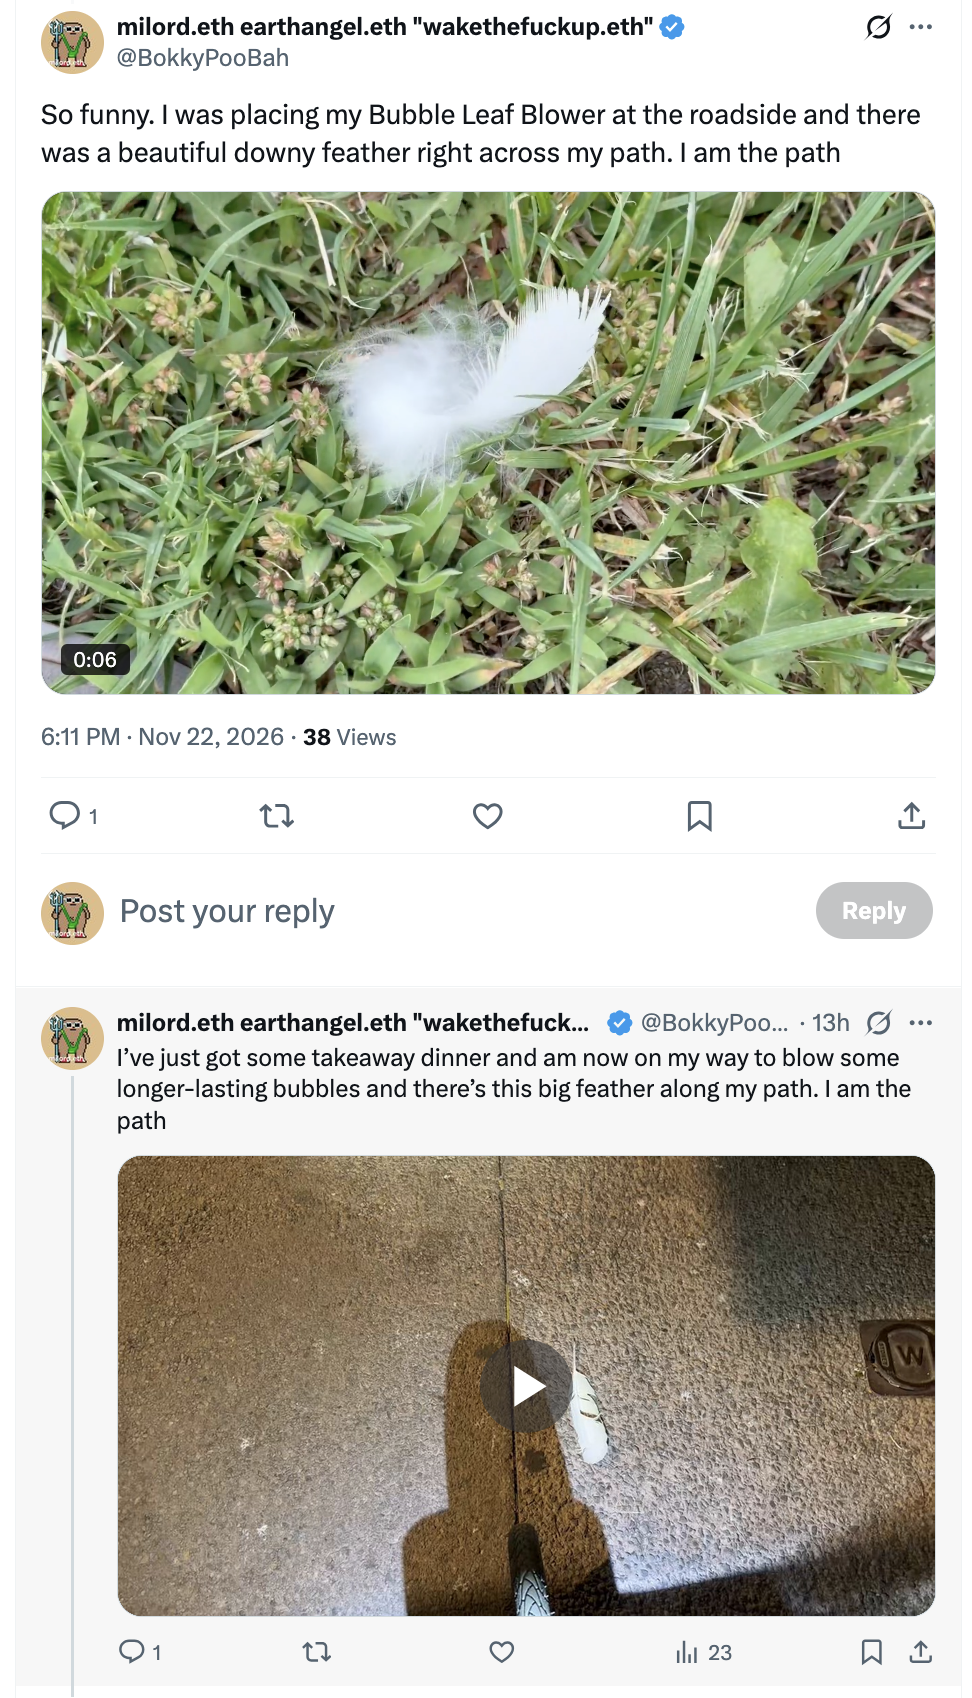 milord.eth earthangel.eth "wakethefuckup.eth"
@BokkyPooBah
So funny. I was placing my Bubble Leaf Blower at the roadside and there
was a beautiful downy feather right across my path. I am the path
0:06
6:11 PM · Nov 22, 2026 · 38 Views
1
Post your reply
Reply
milord.eth earthangel.eth "wakethefuck... @BokkyPoo... · 13h
I’ve just got some takeaway dinner and am now on my way to blow some
longer-lasting bubbles and there’s this big feather along my path. I am the
path
W
1
23